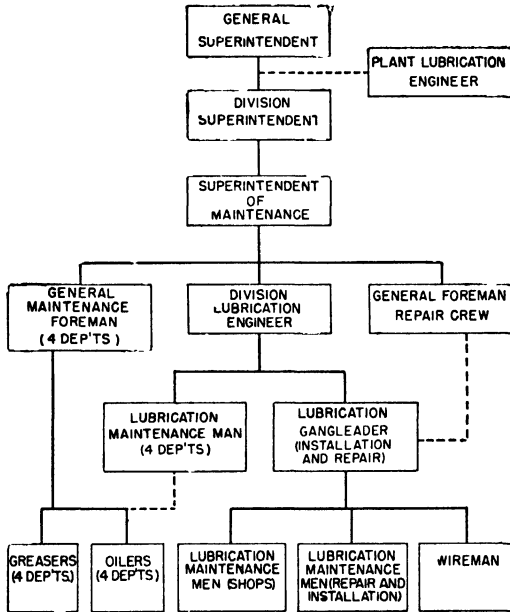 GENERAL
SUPERINTENDENT
PLANT LUBRICATION
ENGINEER
DIVISION
SUPERINTENDENT
SUPERINTENDENT
OF
MAINTENANCE
GENERAL
MAINTENANCE
FOREMAN
(4 DEP'TS)
DIVISION
LUBRICATION
ENGINEER
GENERAL FOREMAN
REPAIR CREW
LUBRICATION
MAINTENANCE MAN
(4 DEP'TS)
LUBRICATION
GANGLEADER
(INSTALLATION
AND REPAIR)
GREASERS
(4 DEP'TS)
OILERS
(4 DEP'TS)
LUBRICATION
MAINTENANCE
MEN (SHOPS)
LUBRICATION
MAINTENANCE
MEN(REPAIR AND
INSTALLATION)
WIREMAN